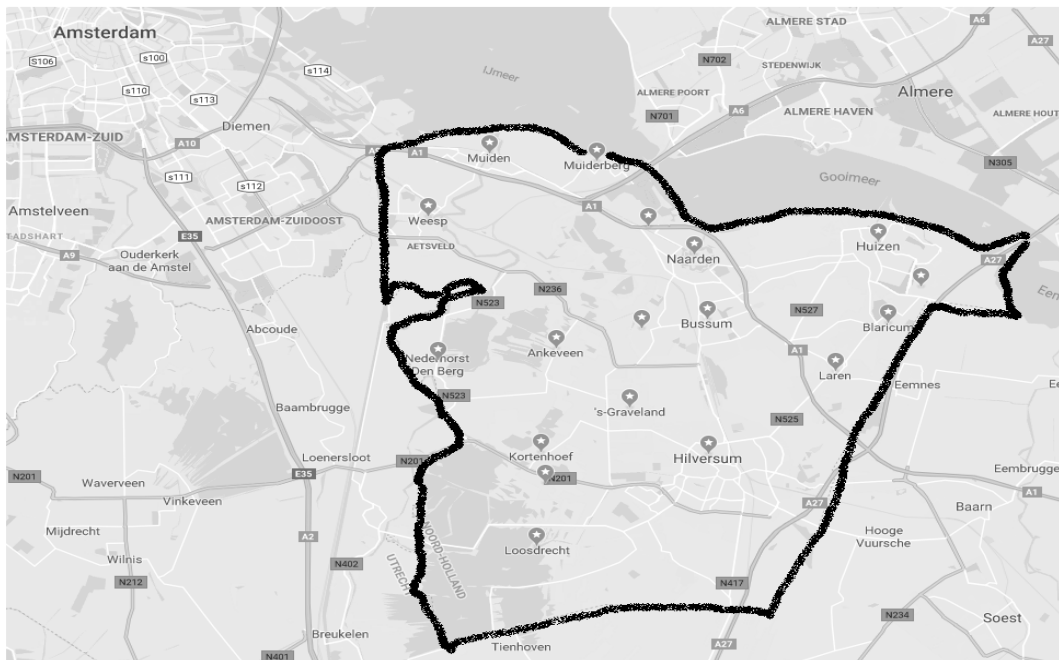 ALMERE STAD
A6
Amsterdam
A27
S106
s100
IJmeer
N702
STEDENWIJK
s114
s110
s113
ALMERE POORT
Almere
A6
ALMERE HAVEN
ALMERE HOUT
N701
Diemen
AMSTERDAM-ZUID
A10
A1
Muiden
Muiderberg
N305
s111
s112
Gooimeer
Amstelveen
Weesp
A1
AMSTERDAM-ZUIDOOST
E35
Huizen
AETSVELD
Naarden
Ouderkerk
aan de Amstel
A9
A27
N236
N523
Abcoude
Bussum
N527
Blaricum
Ankeveen
A1
Nederhorst
Den Berg
Laren
Eemnes
N523
Baambrugge
's-Graveland
N525
Kortenhoef
Loenersloot
N201
Hilversum
N201
E35
N201
Waverveen
Eembrugge
Vinkeveen
A1
A27
Baarn
Mijdrecht
A2
NOORD-HOLLAND
UTRECHT
Hooge
Vuursche
Loosdrecht
Wilnis
N402
N212
N417
N234
Soest
Breukelen
A27
Tienhoven
N401